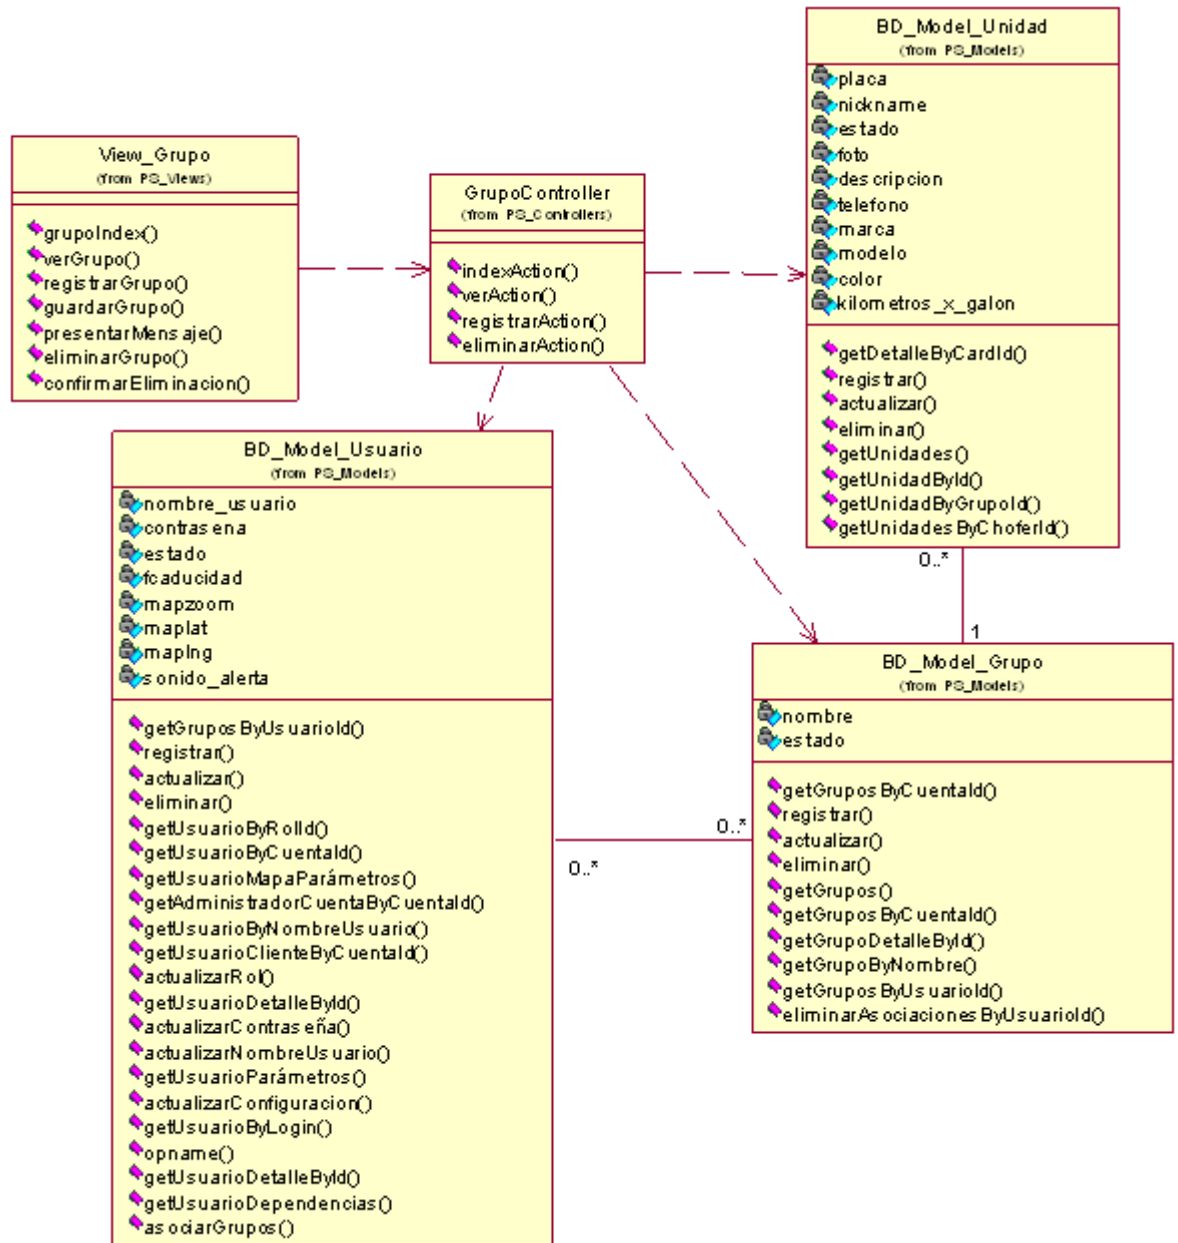 View_Grupo
(from PS_Views)
grupoIndex()
verGrupo()
registrarGrupo()
guardarGrupo()
presentarMensaje()
eliminarGrupo()
confirmarEliminacion()
GrupoController
(from PS_Controllers)
indexAction()
verAction()
registrarAction()
eliminarAction()
BD_Model_Unidad
(from PS_Models)
placa
nickname
estado
foto
descripcion
telefono
marca
modelo
color
kilometros_x_galon
getDetalleByCardId()
registrar()
actualizar()
eliminar()
getUnidades()
getUnidadById()
getUnidadByGrupoId()
getUnidadesByChoferId()
0..*
1
BD_Model_Usuario
(from PS_Models)
nombre_usuario
contrasena
estado
fcaducidad
mapzoom
maplat
maplng
sonido_alerta
getGruposByUsuarioId()
registrar()
actualizar()
eliminar()
getUsuarioByRolId()
getUsuarioByCuentaId()
getUsuarioMapaParámetros()
getAdministradorCuentaByCuentaId()
getUsuarioByNombreUsuario()
getUsuarioClienteByCuentaId()
actualizarRol()
getUsuarioDetalleById()
actualizarContraseña()
actualizarNombreUsuario()
getUsuarioParámetros()
actualizarConfiguracion()
getUsuarioByLogin()
opname()
getUsuarioDetalleById()
getUsuarioDependencias()
asociarGrupos()
0..*
0..*
BD_Model_Grupo
(from PS_Models)
nombre
estado
getGruposByCuentaId()
registrar()
actualizar()
eliminar()
getGrupos()
getGruposByCuentaId()
getGrupoDetalleById()
getGrupoByNombre()
getGruposByUsuarioId()
eliminarAsociacionesByUsuarioId()